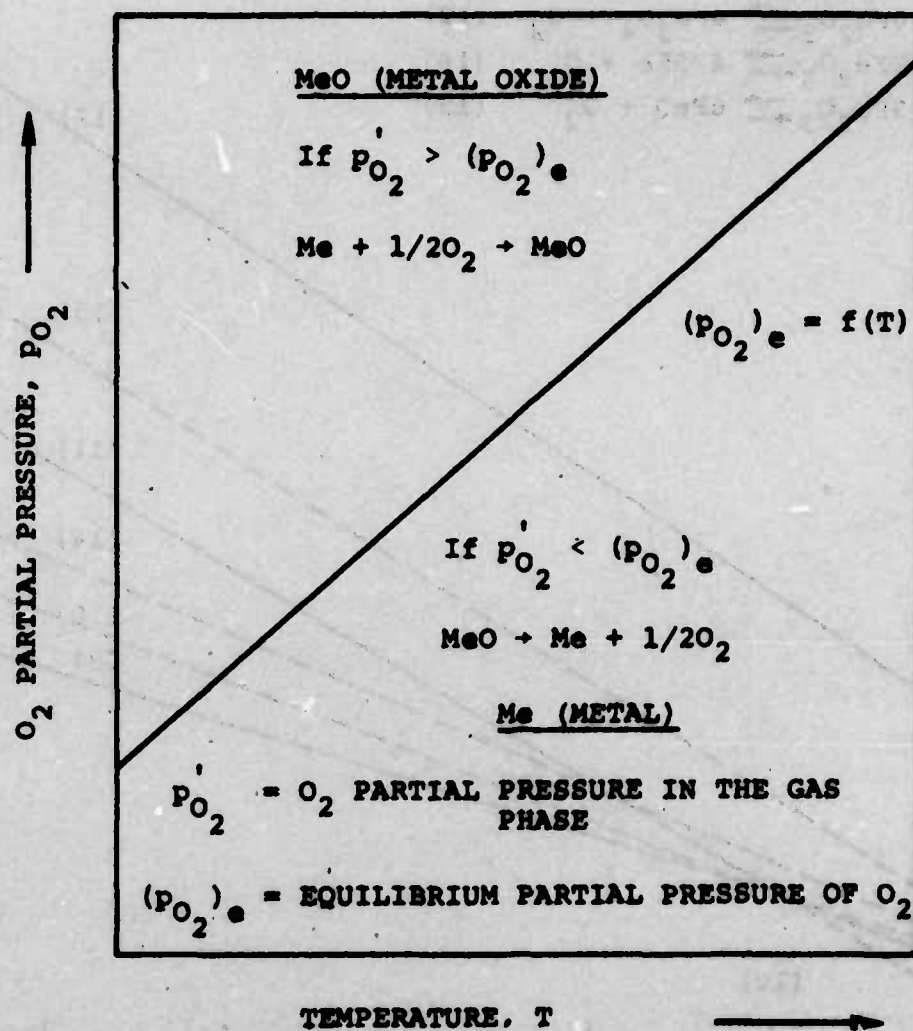 MeO (METAL OXIDE)
If p'O2 > (pO2)e
Me + 1/2O2 → MeO
(pO2)e = f(T)
O2 PARTIAL PRESSURE, pO2
If p'O2 < (pO2)e
MeO → Me + 1/2O2
Me (METAL)
p'O2 = O2 PARTIAL PRESSURE IN THE GAS
PHASE
(pO2)e = EQUILIBRIUM PARTIAL PRESSURE OF O2
TEMPERATURE, T